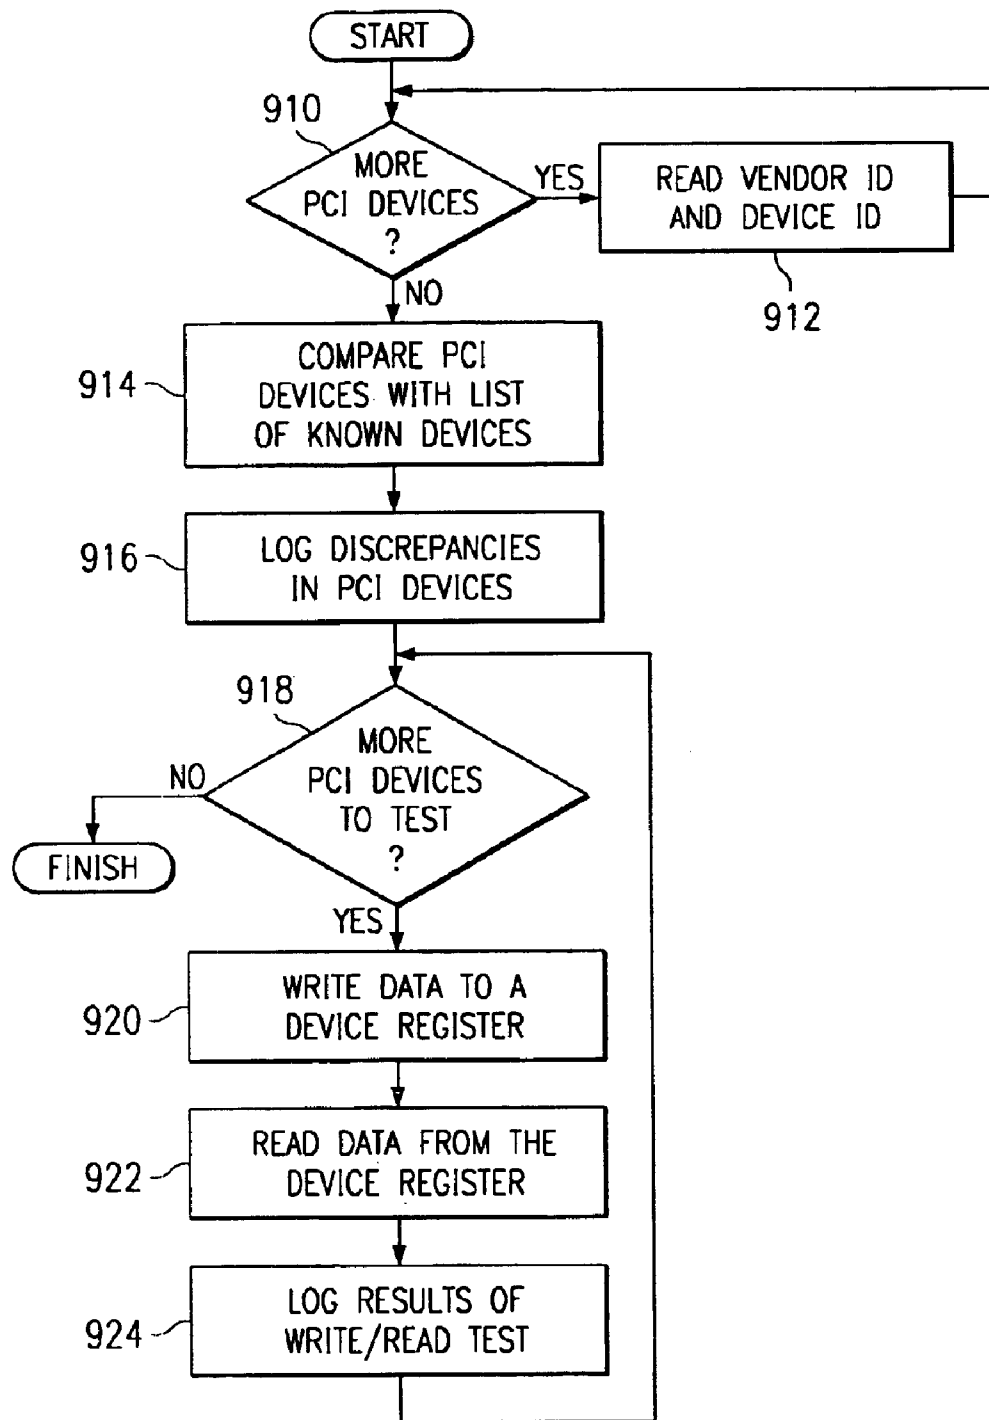 START
910
MORE
PCI DEVICES
?
YES
READ VENDOR ID
AND DEVICE ID
912
NO
914
COMPARE PCI
DEVICES WITH LIST
OF KNOWN DEVICES
916
LOG DISCREPANCIES
IN PCI DEVICES
918
MORE
PCI DEVICES
TO TEST
?
NO
FINISH
YES
920
WRITE DATA TO A
DEVICE REGISTER
922
READ DATA FROM THE
DEVICE REGISTER
924
LOG RESULTS OF
WRITE/READ TEST